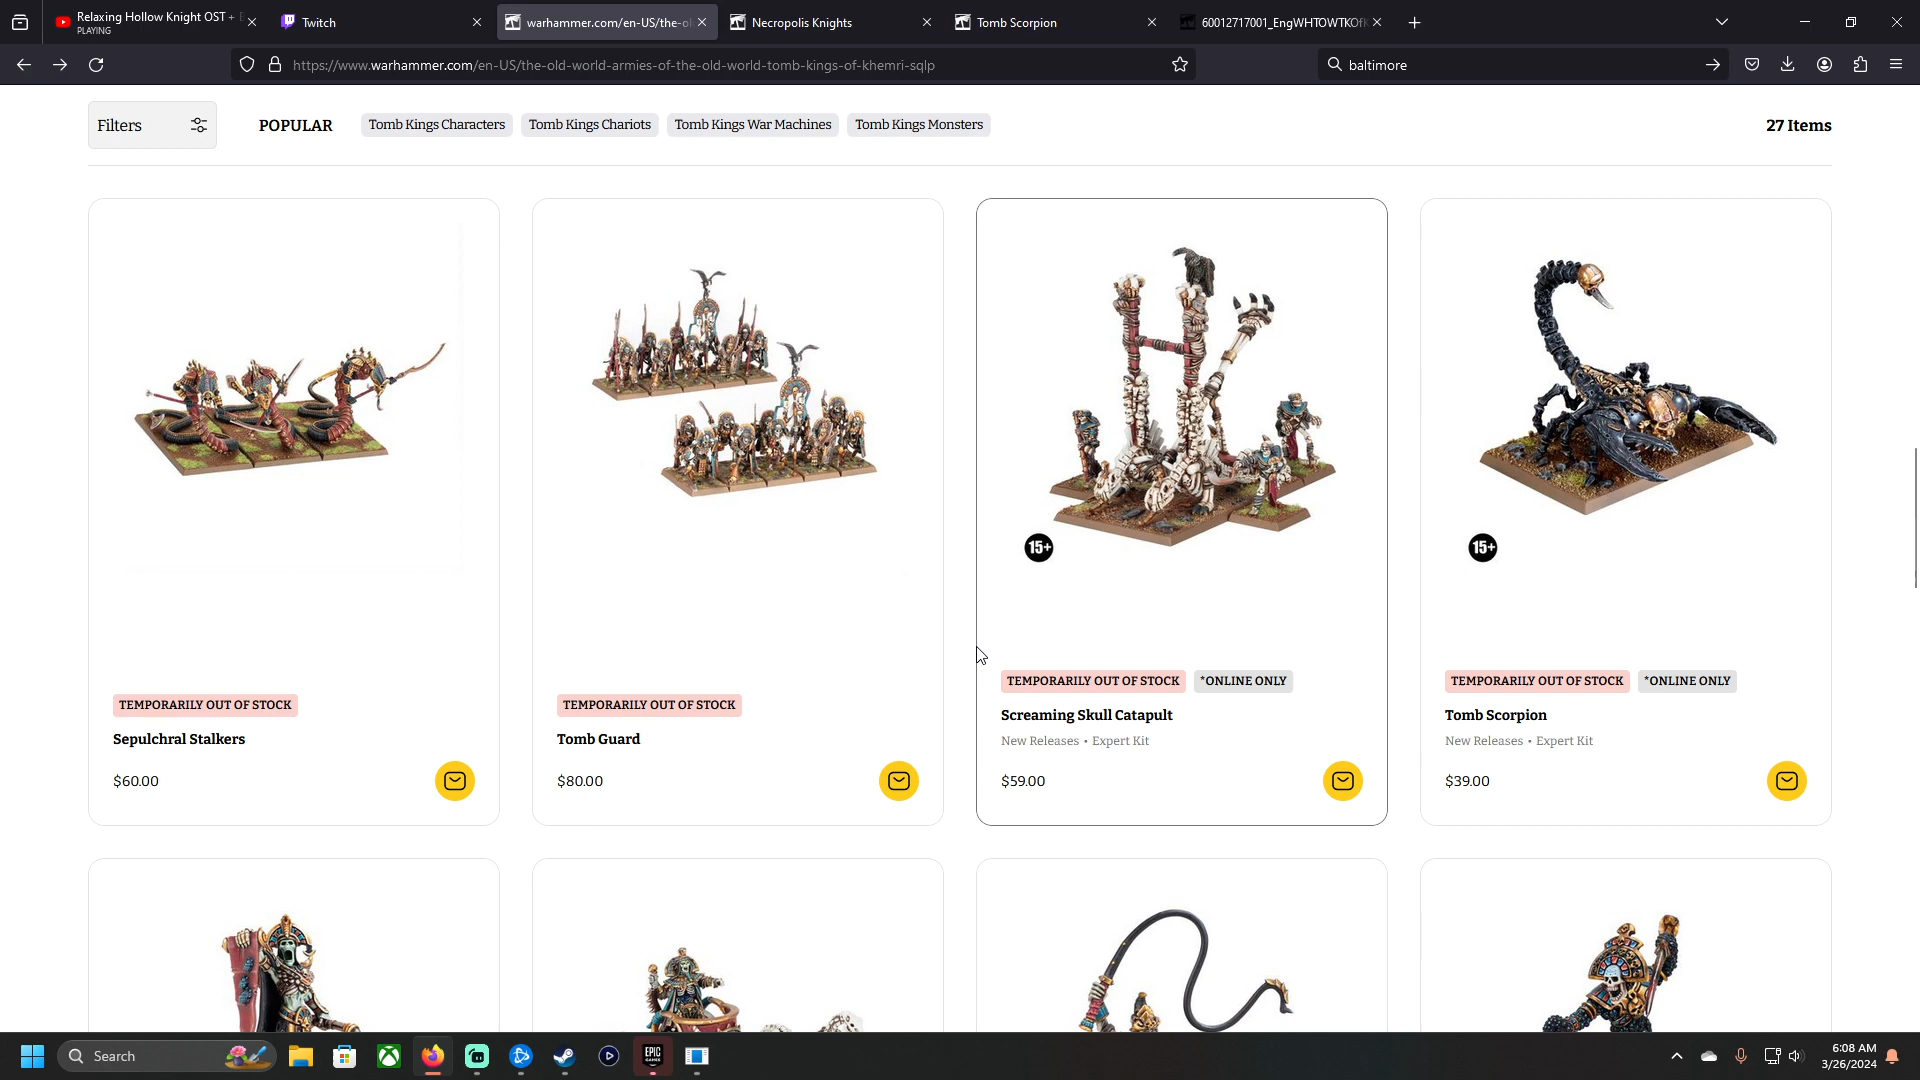 Relaxing Hollow Knight OST +
PLAYING
Twitch
warhammer.com/en-US/the-ol
Necropolis Knights
Tomb Scorpion
60012717001_EngWHTOWTKOfK
https://www.warhammer.com/en-US/the-old-world-armies-of-the-old-world-tomb-kings-of-khemri-sqlp
baltimore
Filters
POPULAR
Tomb Kings Characters
Tomb Kings Chariots
Tomb Kings War Machines
Tomb Kings Monsters
27 Items
15+
15+
TEMPORARILY OUT OF STOCK
Sepulchral Stalkers
$60.00
TEMPORARILY OUT OF STOCK
Tomb Guard
$80.00
TEMPORARILY OUT OF STOCK
*ONLINE ONLY
Screaming Skull Catapult
New Releases • Expert Kit
$59.00
TEMPORARILY OUT OF STOCK
*ONLINE ONLY
Tomb Scorpion
New Releases • Expert Kit
$39.00
Search
EPIC
GAMES
6:08 AM
3/26/2024